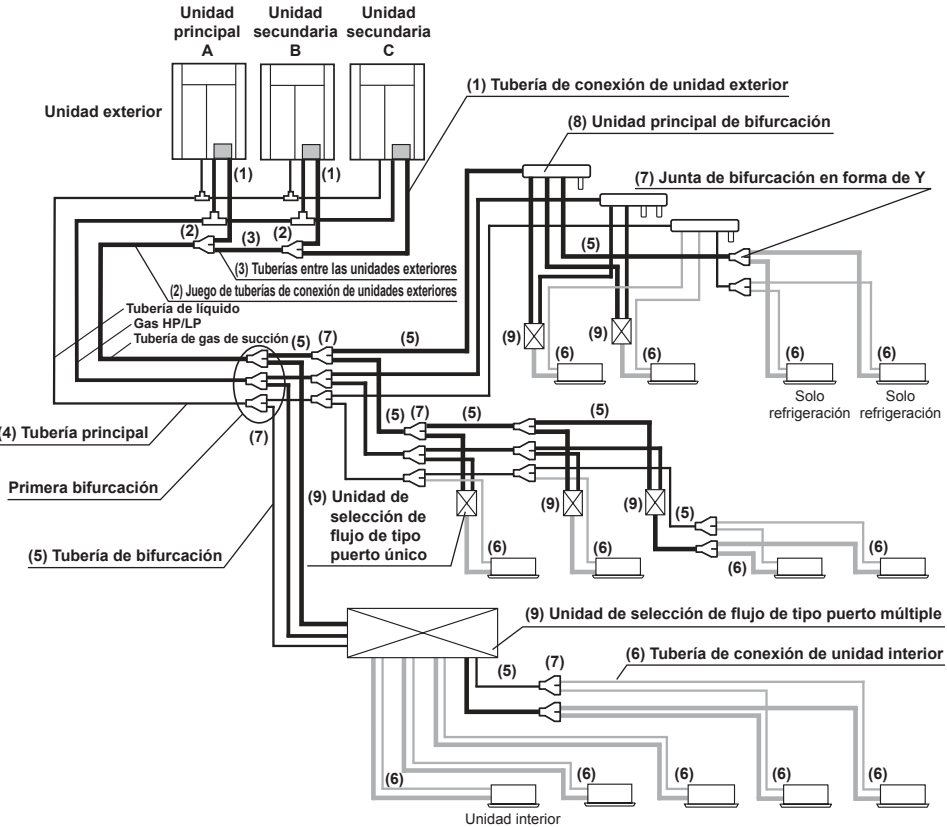 Unidad
principal
A
Unidad
secundaria
B
Unidad
secundaria
C
Unidad exterior
(1) Tubería de conexión de unidad exterior
(8) Unidad principal de bifurcación
(1)
(1)
(7) Junta de bifurcación en forma de Y
(2)
(3)
(2)
(5)
(3) Tuberías entre las unidades exteriores
(2) Juego de tuberías de conexión de unidades exteriores
Tubería de líquido
Gas HP/LP
Tubería de gas de succión
(5)
(7)
(5)
(9)
(9)
(6)
(6)
(6)
(6)
Solo
refrigeración
Solo
refrigeración
(4) Tubería principal
(7)
(5)
(7)
(5)
(5)
Primera bifurcación
(9) Unidad de
selección de
flujo de tipo
puerto único
(9)
(9)
(5)
(5) Tubería de bifurcación
(6)
(6)
(6)
(6)
(9) Unidad de selección de flujo de tipo puerto múltiple
(6) Tubería de conexión de unidad interior
(5)
(7)
(6)
(6)
(6)
(6)
(6)
Unidad interior